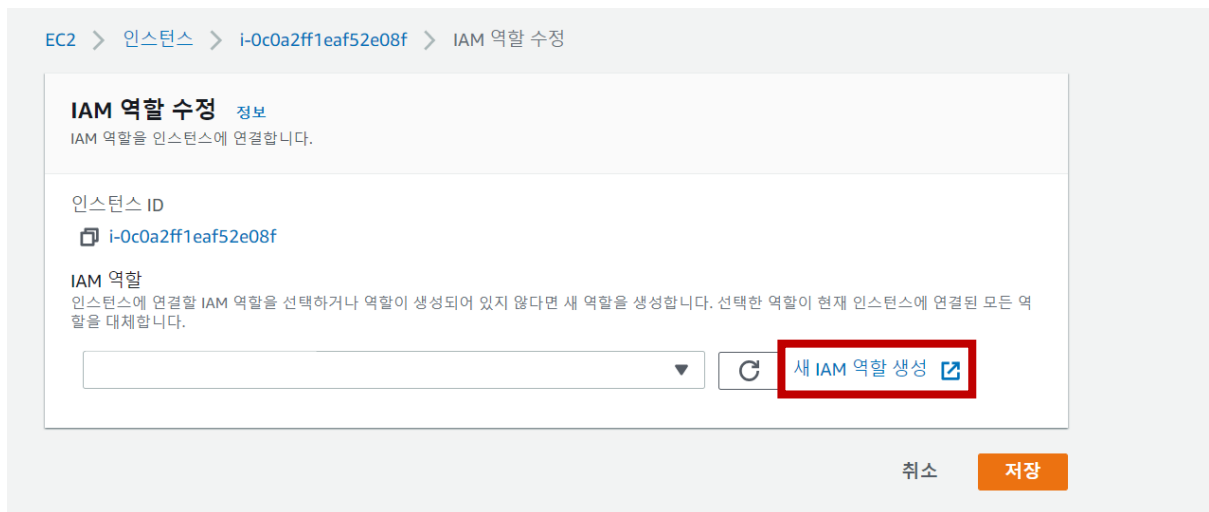 EC2 > 인스턴스 > i-0c0a2ff1eaf52e08f > IAM 역할 수정
IAM 역할 수정 정보
IAM 역할을 인스턴스에 연결합니다.
인스턴스 ID
i-0c0a2ff1eaf52e08f
IAM 역할
인스턴스에 연결할 IAM 역할을 선택하거나 역할이 생성되어 있지 않다면 새 역할을 생성합니다. 선택한 역할이 현재 인스턴스에 연결된 모든 역
할을 대체합니다.
새 IAM 역할 생성
취소 저장